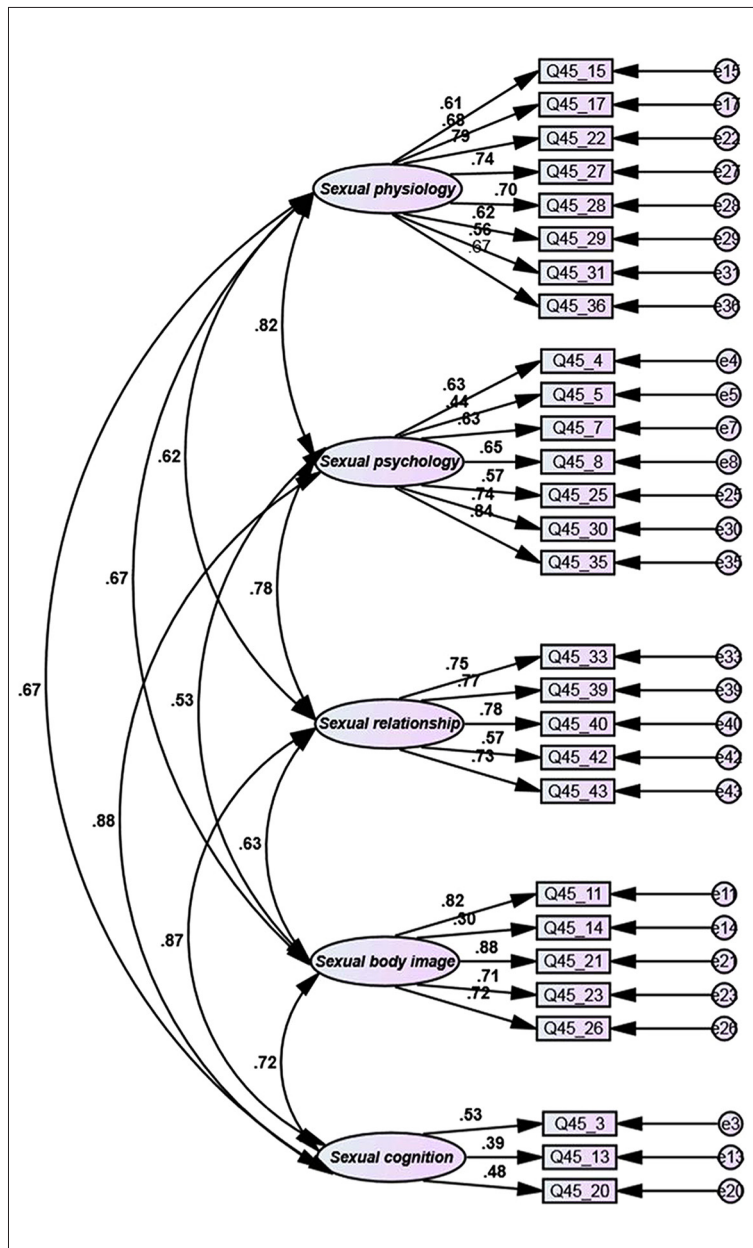 .61
Q45_15
e15
.68
Q45_17
e17
.79
Q45_22
e22
.74
Q45_27
e27
Sexual physiology
.70
Q45_28
e28
.62
Q45_29
e29
.56
Q45_31
e31
.67
Q45_36
e36
.82
.63
Q45_4
e4
.44
Q45_5
e5
.63
Q45_7
e7
.62
Sexual psychology
.65
Q45_8
e8
.57
Q45_25
e25
.74
Q45_30
e30
.84
Q45_35
e35
.67
.78
.75
Q45_33
e33
.67
.53
.77
Q45_39
e39
Sexual relationship
.78
Q45_40
e40
.57
Q45_42
e42
.73
Q45_43
e43
.88
.63
.82
Q45_11
e11
.30
Q45_14
e14
.87
Sexual body image
.88
Q45_21
e21
.71
Q45_23
e23
.72
Q45_26
e26
.72
.53
Q45_3
e3
Sexual cognition
.39
Q45_13
e13
.48
Q45_20
e20